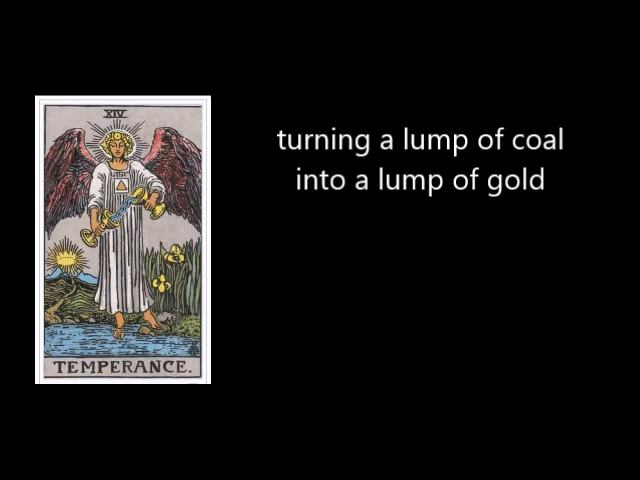 XIV
TEMPERANCE.
turning a lump of coal
into a lump of gold